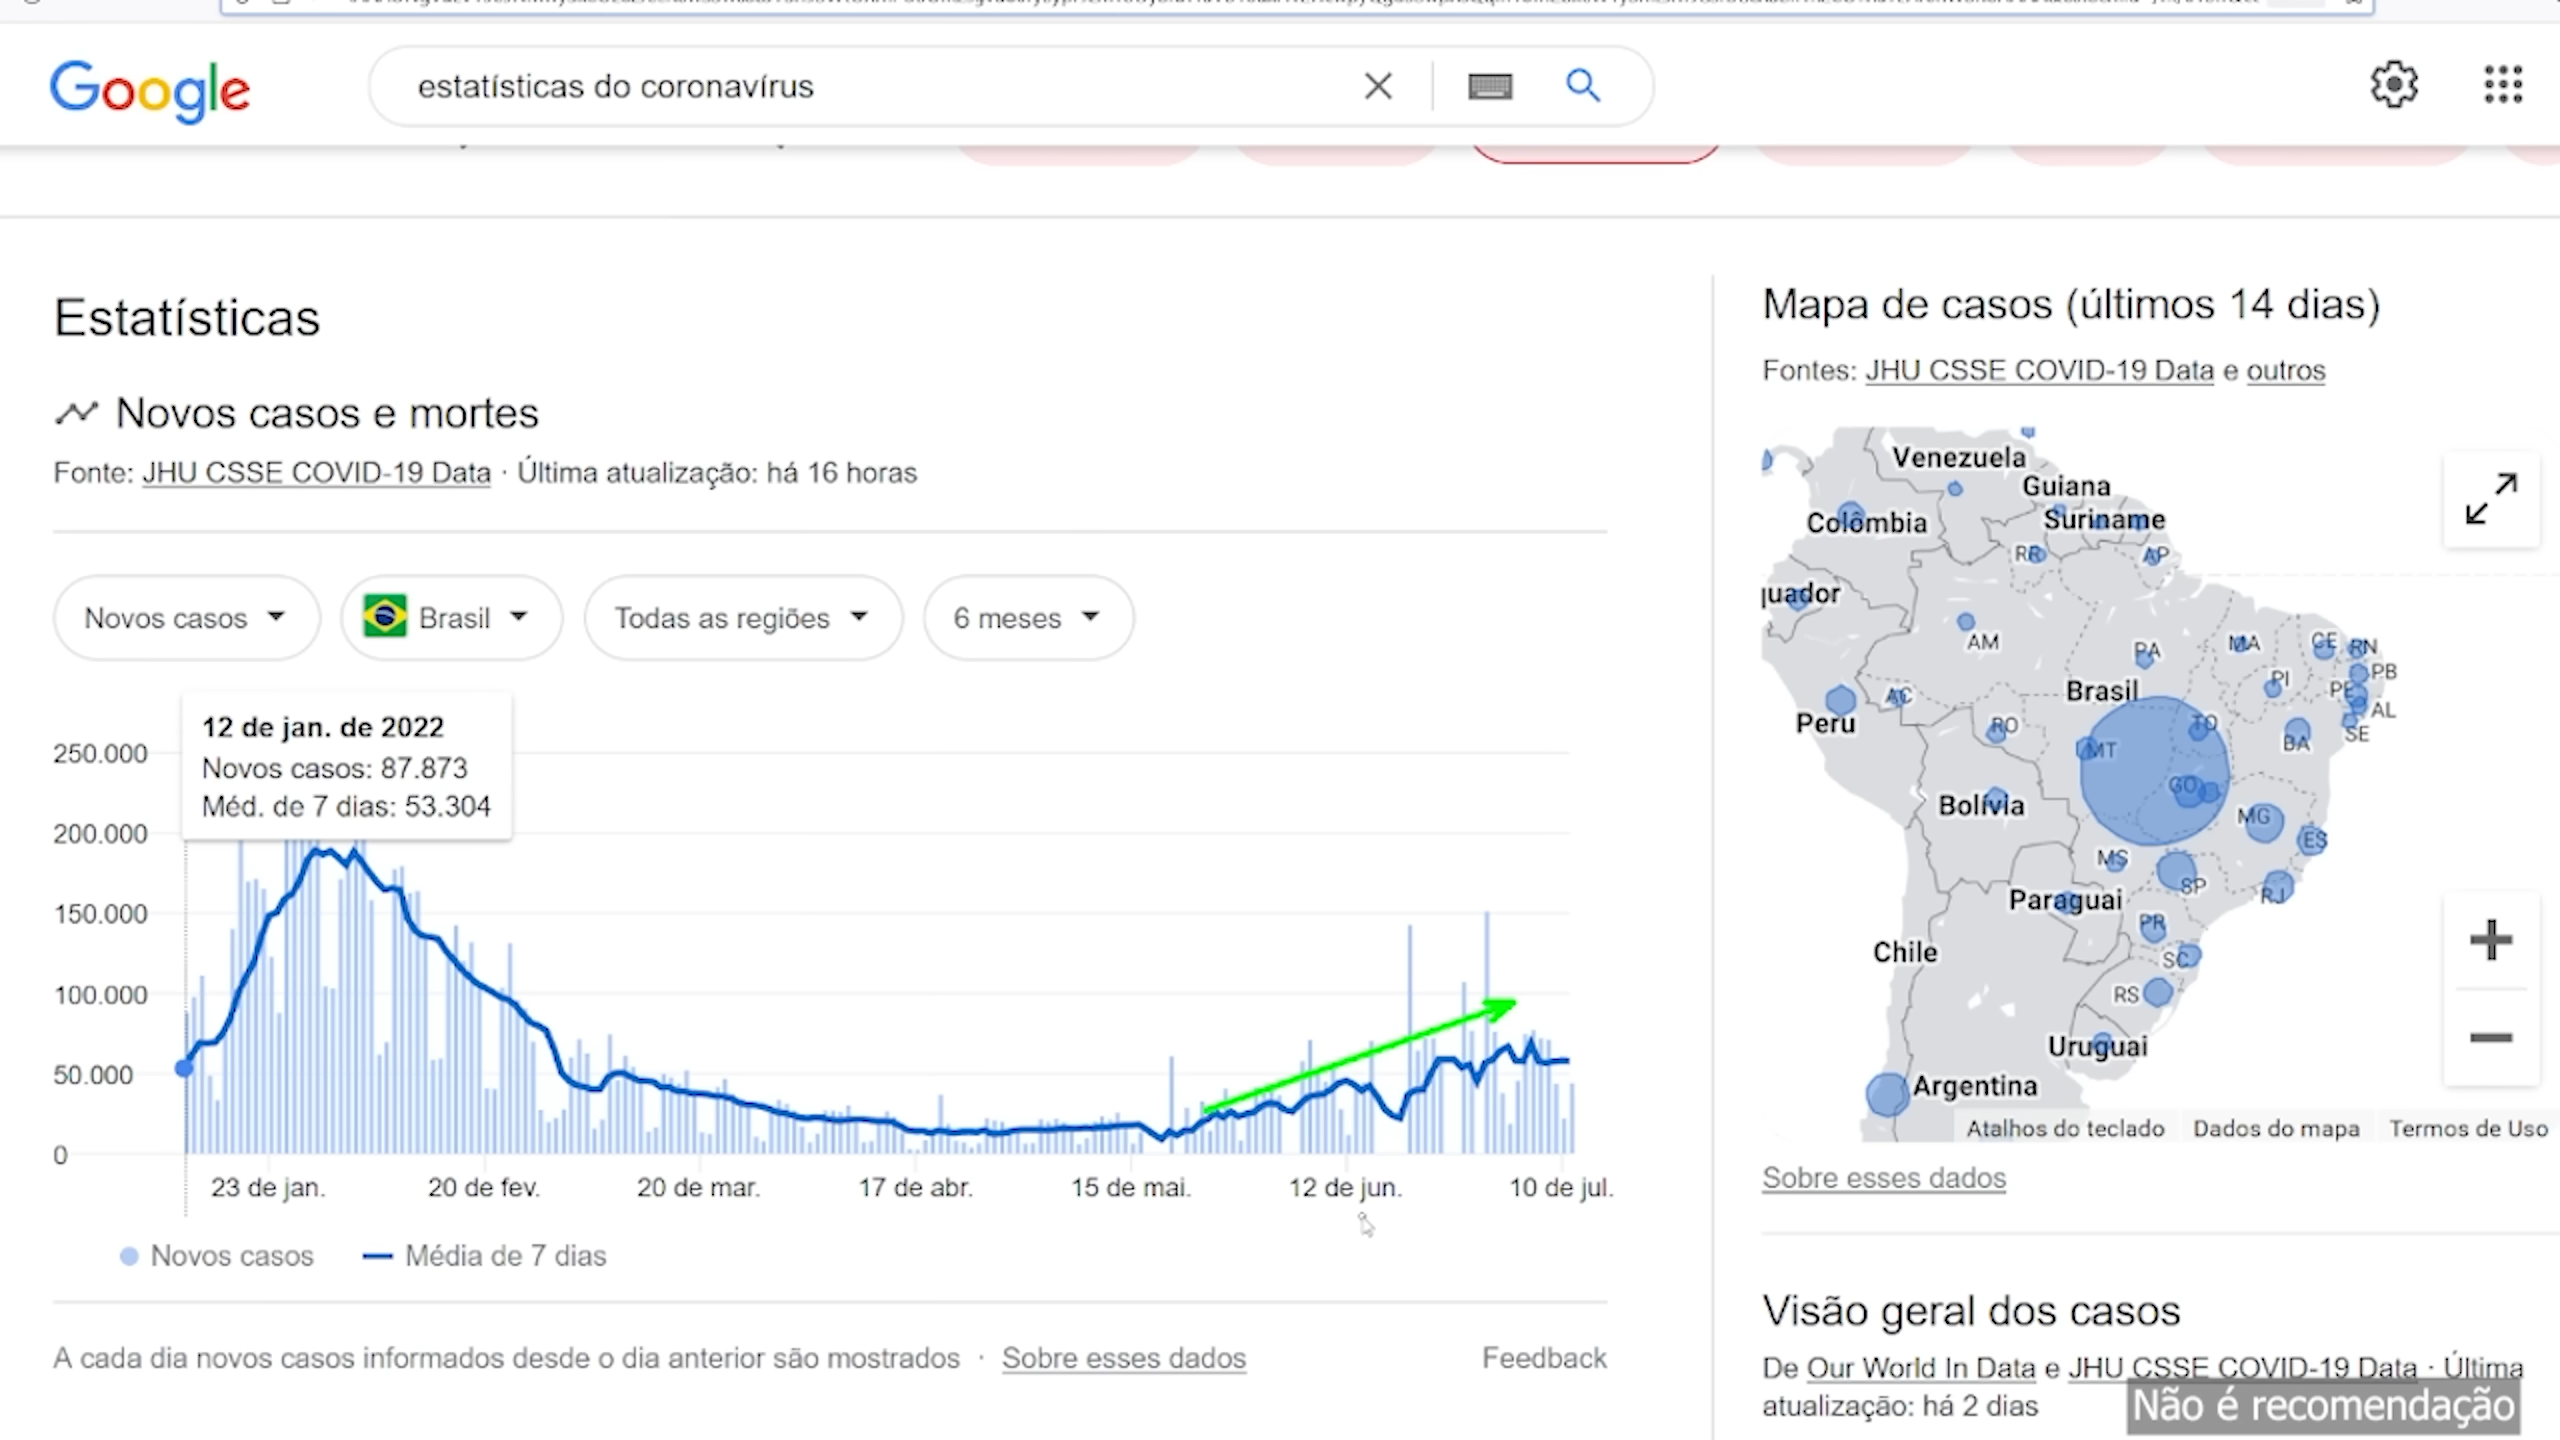 Google
estatísticas do coronavírus
Estatísticas
Novos casos e mortes
Fonte: JHU CSSE COVID-19 Data · Última atualização: há 16 horas
Novos casos
Brasil
Todas as regiões
6 meses
12 de jan. de 2022
Novos casos: 87.873
Méd. de 7 dias: 53.304
250.000
200.000
150.000
100.000
50.000
0
23 de jan.
20 de fev.
20 de mar.
17 de abr.
15 de mai.
12 de jun.
10 de jul.
Novos casos
Média de 7 dias
A cada dia novos casos informados desde o dia anterior são mostrados · Sobre esses dados
Feedback
Mapa de casos (últimos 14 dias)
Fontes: JHU CSSE COVID-19 Data e outros
Venezuela
Guiana
Colômbia
Suriname
RR
AP
quador
AM
PA
MA
CE
RN
PB
PI
PE
AL
Brasil
AC
Peru
RO
TO
SE
BA
MT
GO
Bolívia
MG
ES
MS
SP
RJ
Paraguai
PR
Chile
SC
RS
Uruguai
Argentina
Atalhos do teclado
Dados do mapa
Termos de Uso
Sobre esses dados
Visão geral dos casos
De Our World In Data e JHU CSSE COVID-19 Data · Última
atualização: há 2 dias
Não é recomendação